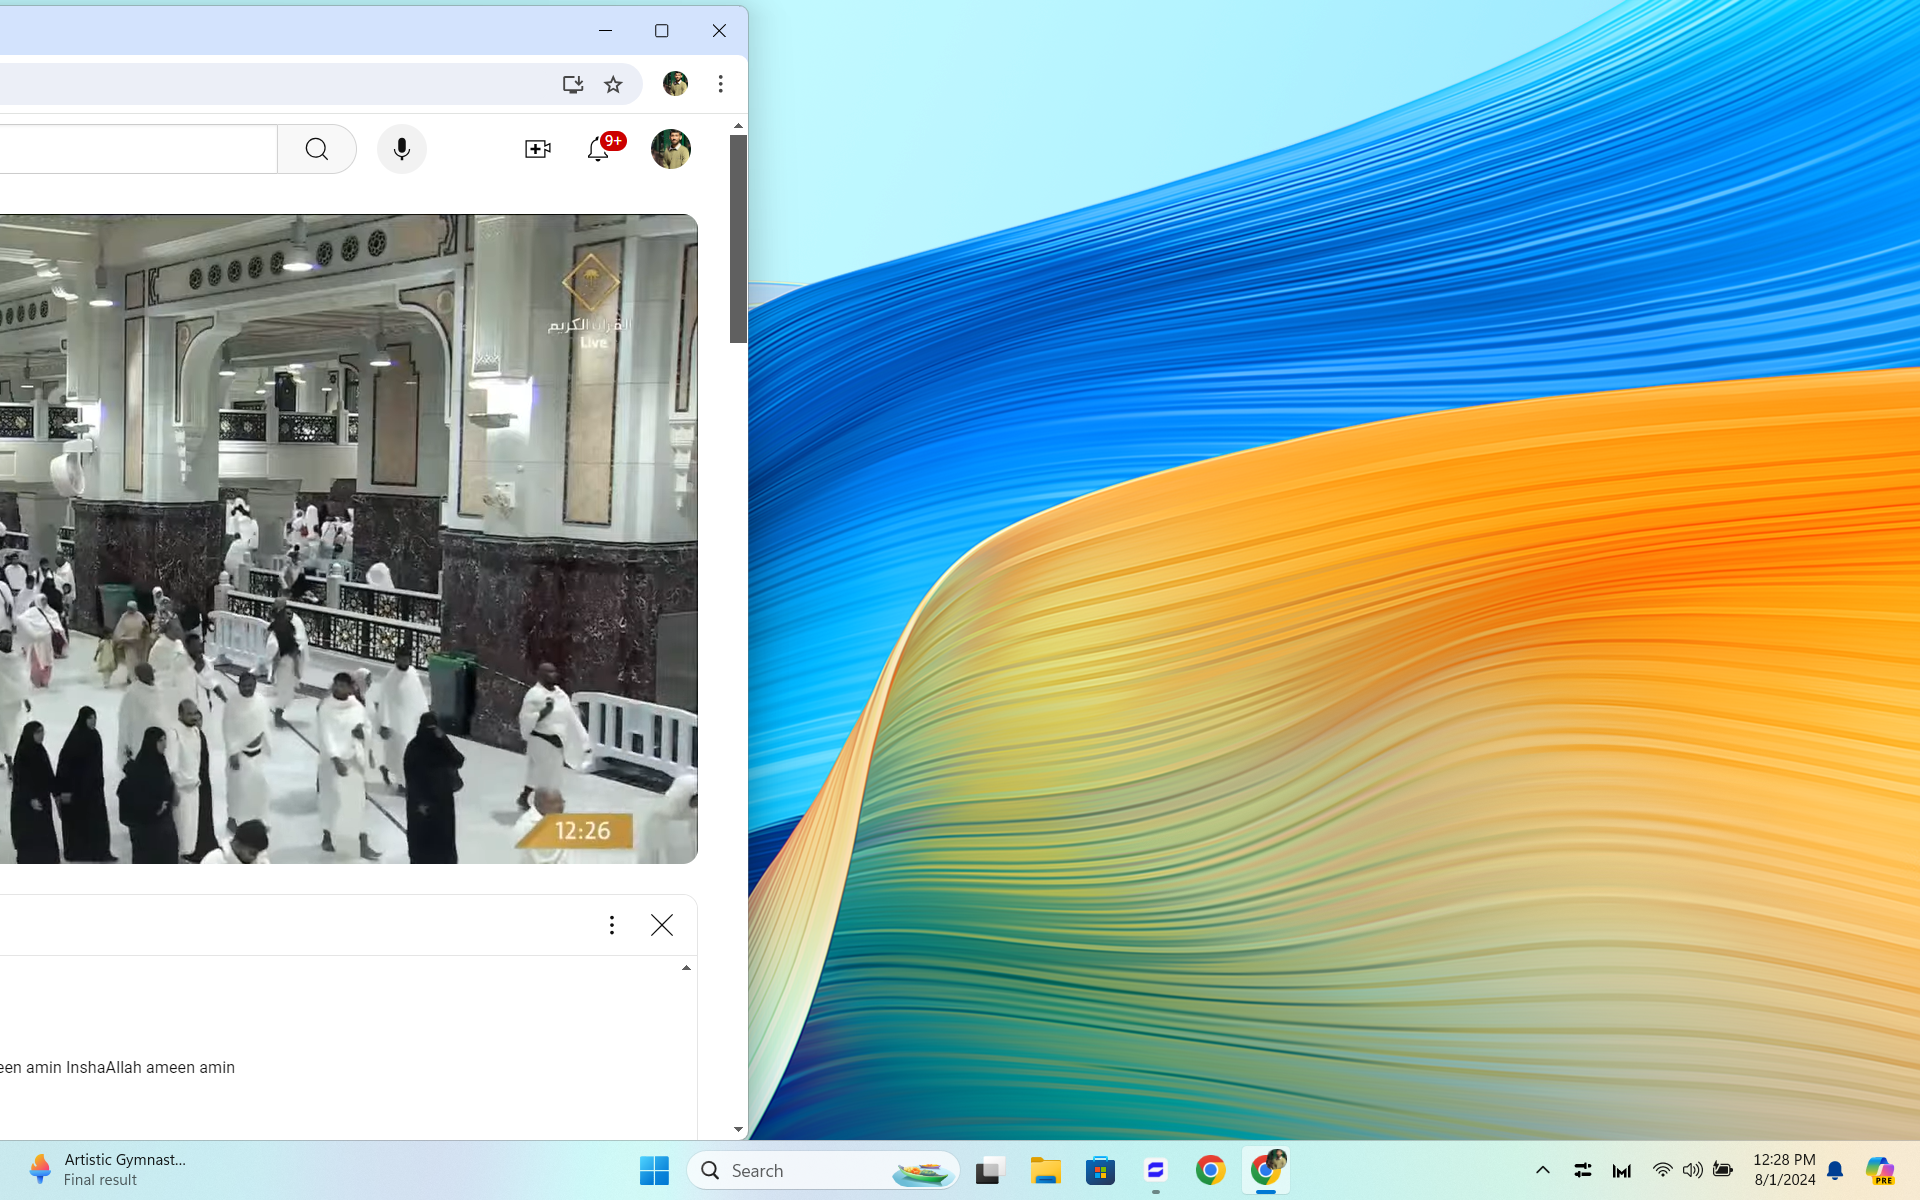 9+
القرآن الكريم
Live
12:26
een amin InshaAllah ameen amin
Artistic Gymnast...
Final result
Search
12:28 PM
8/1/2024
PRE